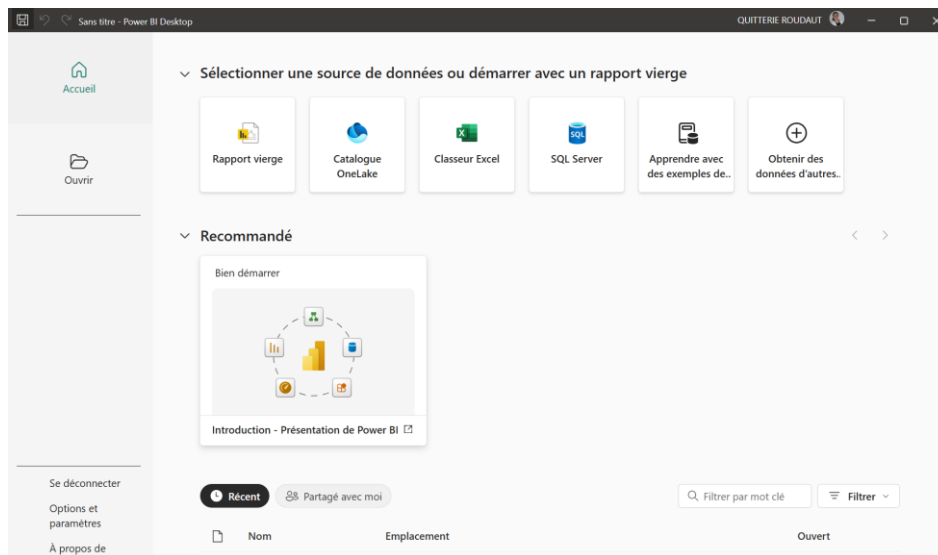 Sans titre - Power BI Desktop
QUITTERIE ROUDAUT
Accueil
Ouvrir
Sélectionner une source de données ou démarrer avec un rapport vierge
Rapport vierge
Catalogue
OneLake
Classeur Excel
SQL
SQL Server
Apprendre avec
des exemples de..
Obtenir des
données d'autres..
Recommandé
Bien démarrer
Introduction - Présentation de Power BI
Se déconnecter
Options et
paramètres
À propos de
Récent
Partagé avec moi
Filtrer par mot clé
Filtrer
Nom
Emplacement
Ouvert